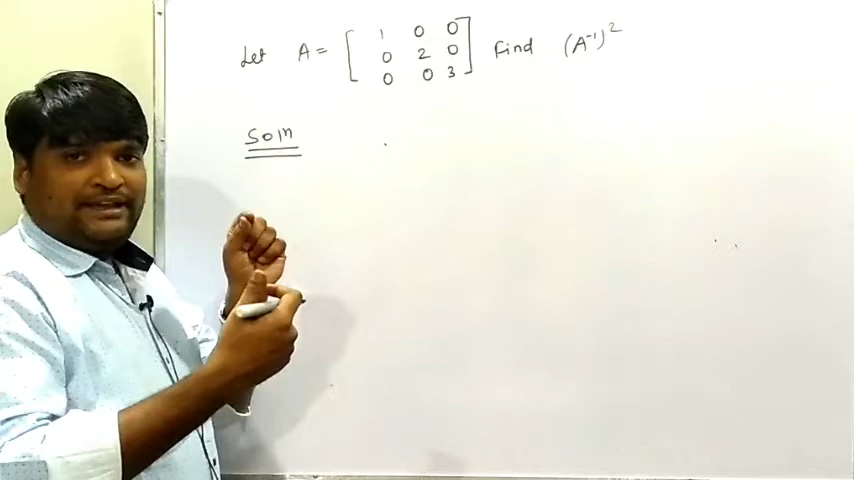 Let A = [ 1 0 0
0 2 0
0 0 3 ] Find (A⁻¹)²
Soln